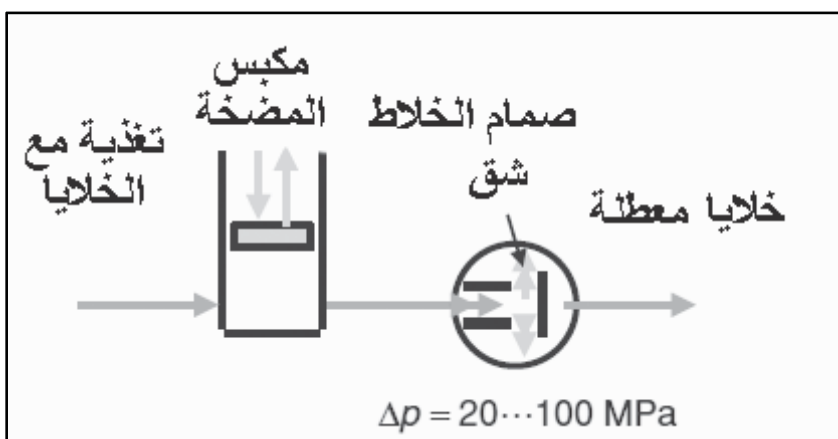 مكبس
المضخة
صمام الخلاط
شق
تغذية مع
الخلايا
خلايا معطلة
Δp = 20⋯100 MPa